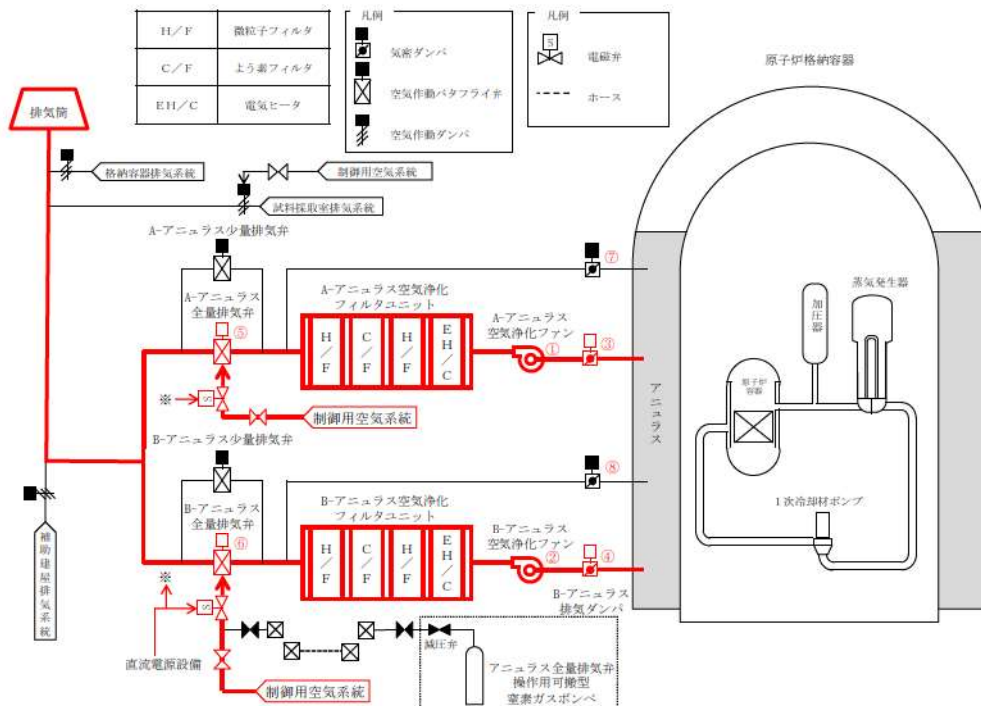 H/F 微粒子フィルタ
C/F よう素フィルタ
EH/C 電気ヒータ
凡例
気密ダンパ
空気作動バタフライ弁
空気作動ダンパ
凡例
S 電磁弁
ホース
原子炉格納容器
排気筒
格納容器排気系統
制御用空気系統
試料採取室排気系統
A-アニュラス少量排気弁
⑦
A-アニュラス
全量排気弁
⑤
A-アニュラス空気浄化
フィルタユニット
H/F
C/F
H/F
EH/C
A-アニュラス
空気浄化ファン
①
③
※
S
制御用空気系統
アニュラス
加圧器
蒸気発生器
原子炉
容器
1次冷却材ポンプ
B-アニュラス少量排気弁
⑧
B-アニュラス
全量排気弁
⑥
B-アニュラス空気浄化
フィルタユニット
H/F
C/F
H/F
EH/C
B-アニュラス
空気浄化ファン
②
④
B-アニュラス
排気ダンパ
補助建屋排気系統
※
S
直流電源設備
制御用空気系統
減圧弁
アニュラス全量排気弁
操作用可搬型
窒素ガスボンベ